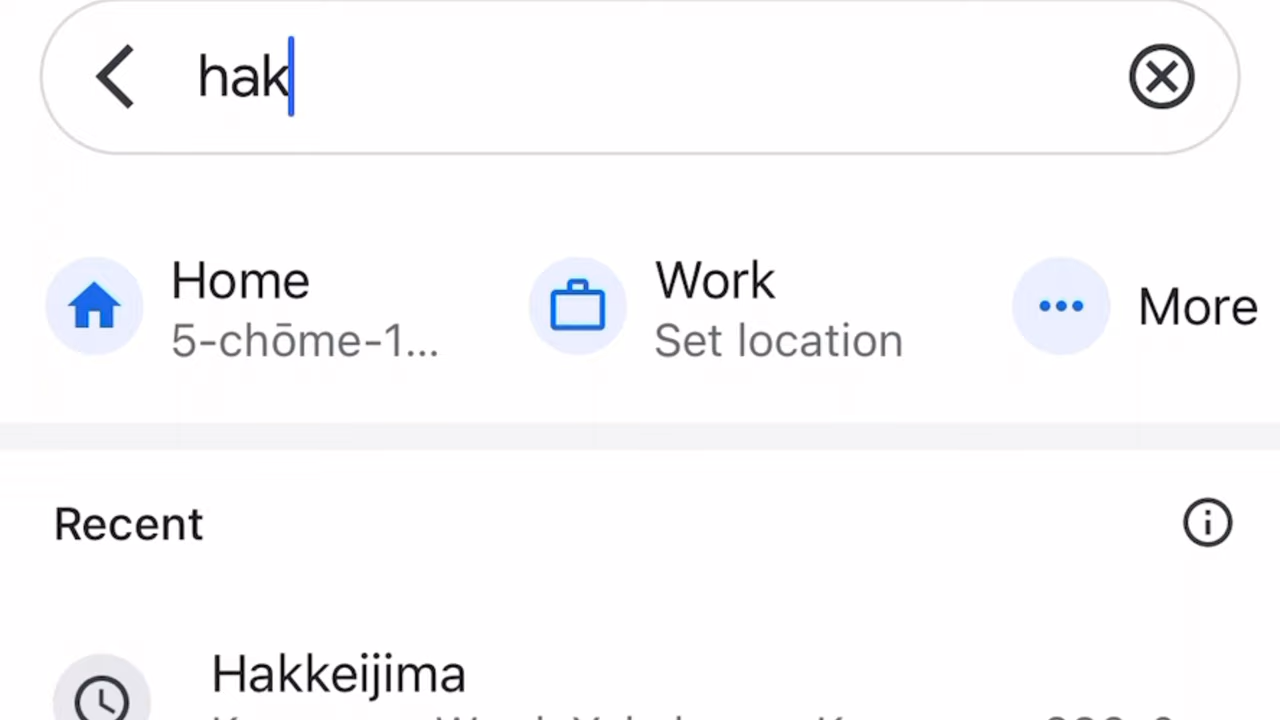 hak
Home
5-chōme-1...
Work
Set location
More
Recent
Hakkeijima